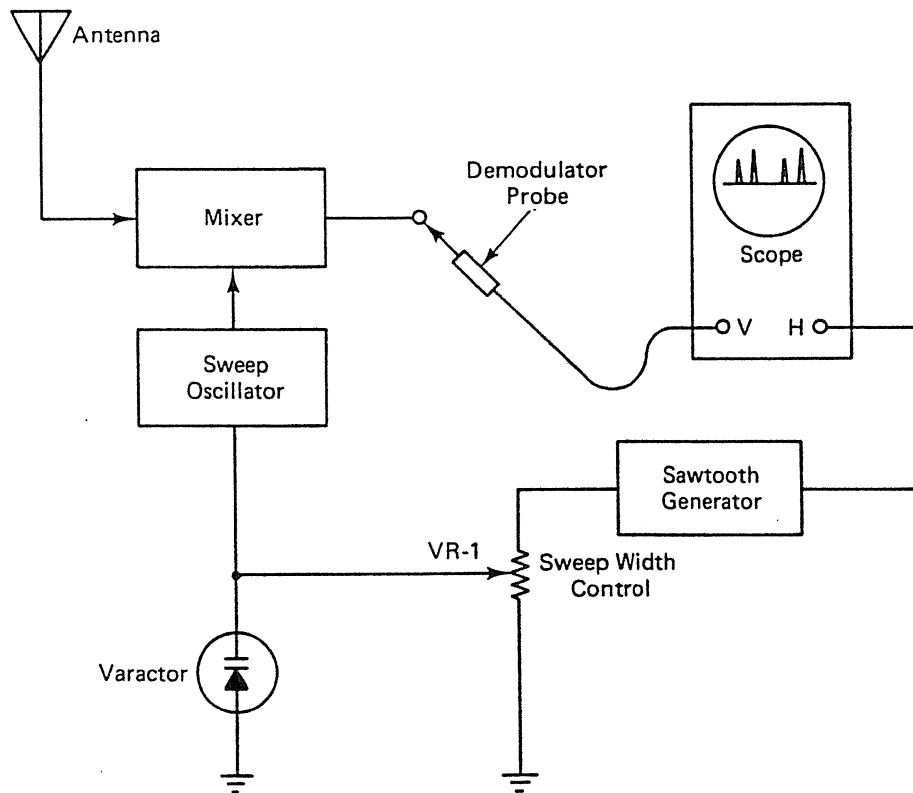 Antenna
Mixer
Demodulator
Probe
Scope
V
H
Sweep
Oscillator
Sawtooth
Generator
VR-1
Sweep Width
Control
Varactor